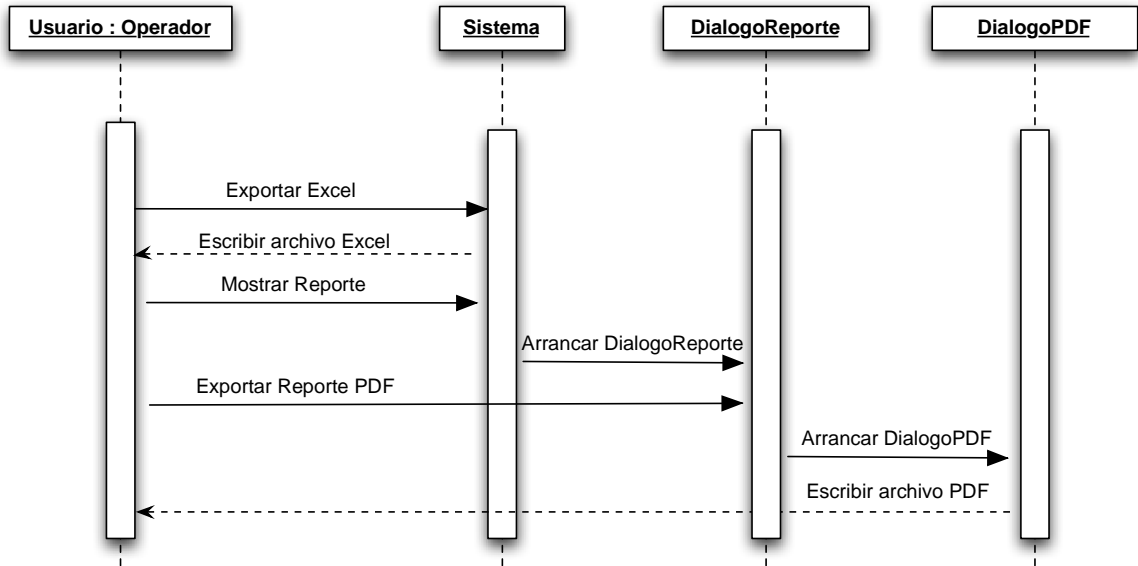 Usuario : Operador
Sistema
DialogoReporte
DialogoPDF
Exportar Excel
Escribir archivo Excel
Mostrar Reporte
Arrancar DialogoReporte
Exportar Reporte PDF
Arrancar DialogoPDF
Escribir archivo PDF